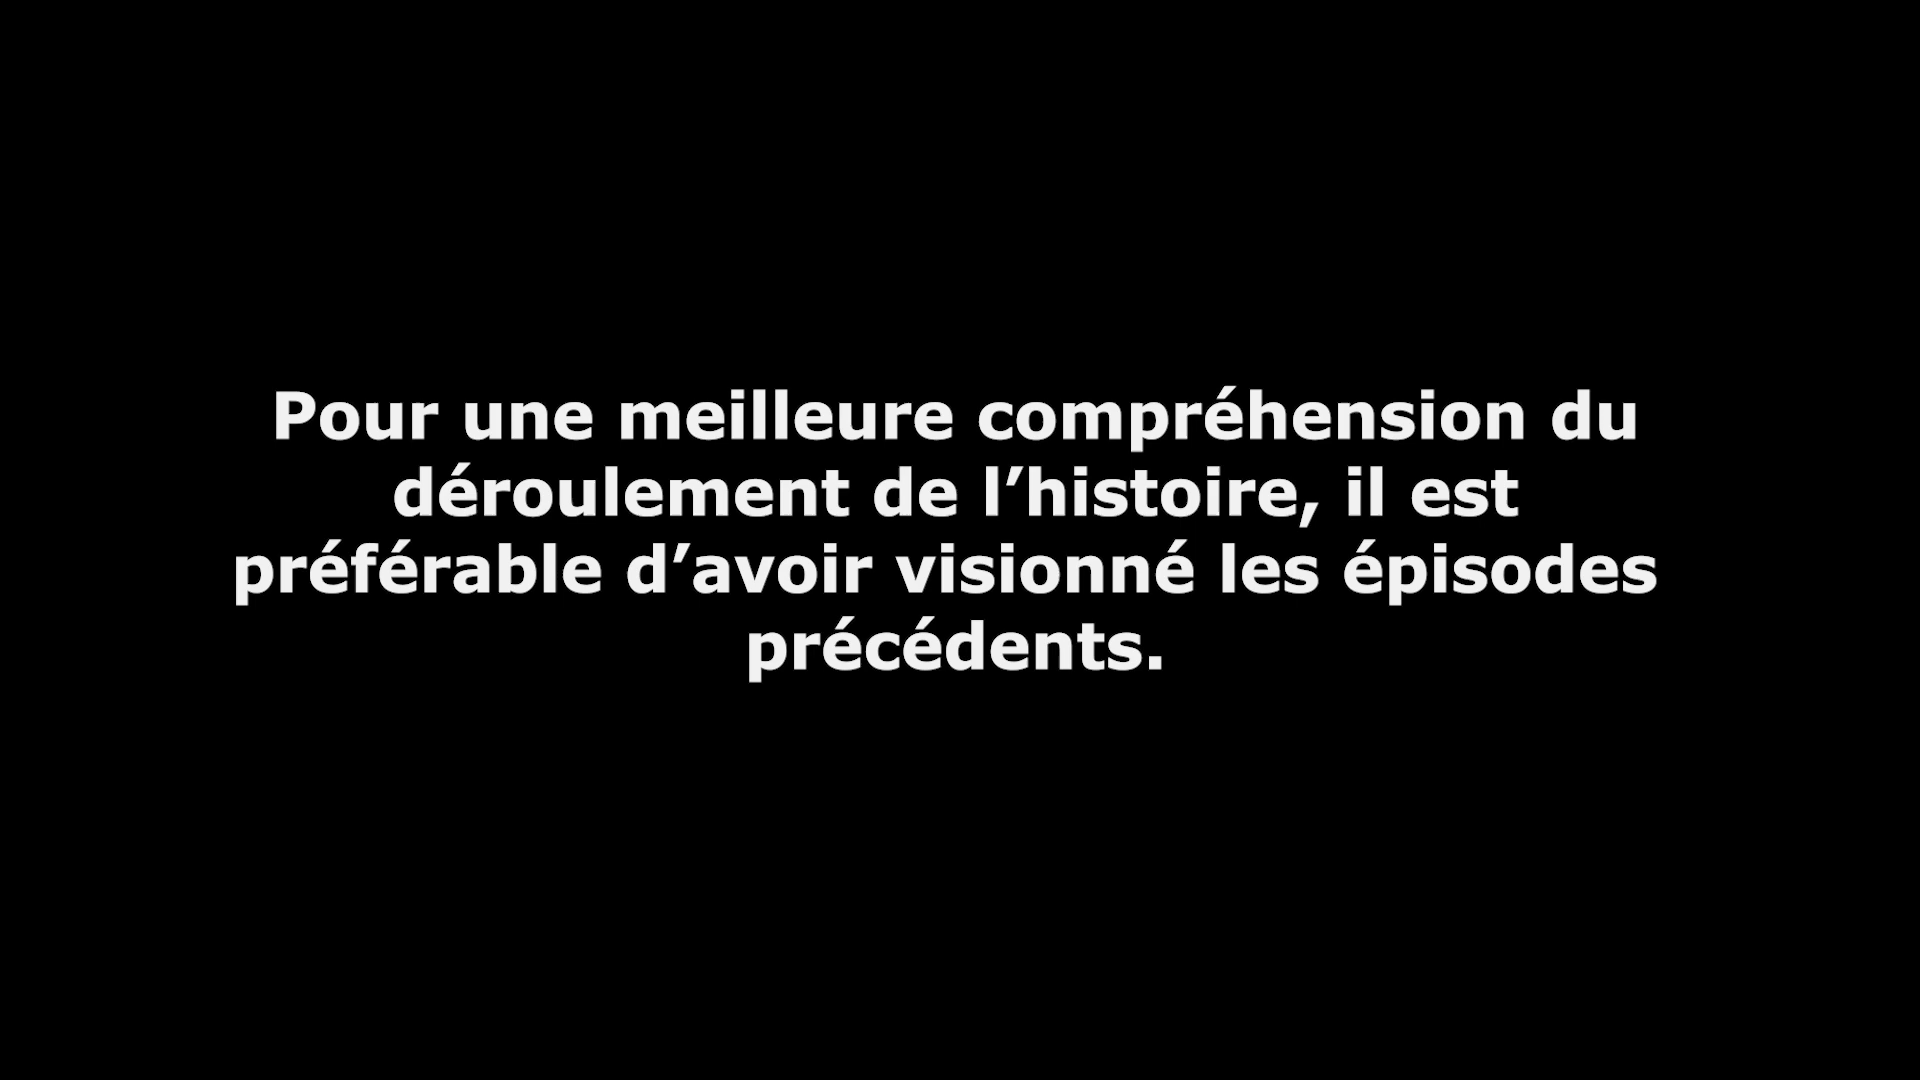 Pour une meilleure compréhension du
déroulement de l’histoire, il est
préférable d’avoir visionné les épisodes
précédents.